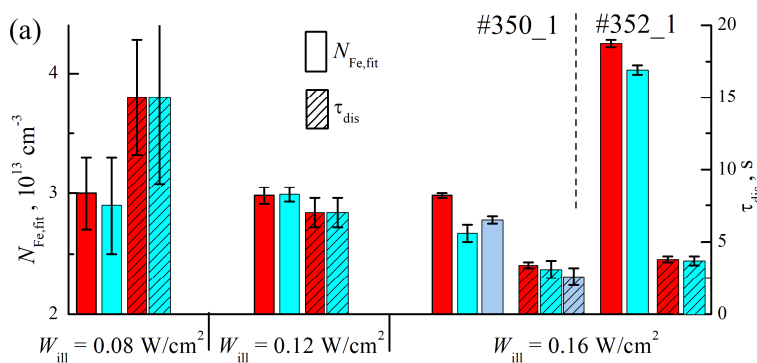 (a)
#350_1
#352_1
N_Fe,fit
τ_dis
N_Fe,fit , 10^13 cm^-3
4
3
2
20
15
10
5
0
τ_dis , s
W_ill = 0.08 W/cm^2
W_ill = 0.12 W/cm^2
W_ill = 0.16 W/cm^2